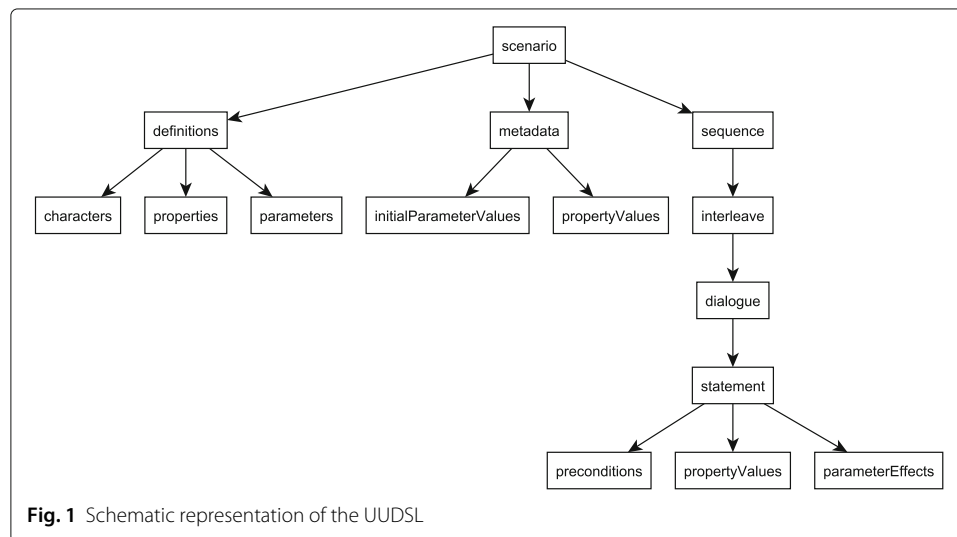 scenario
definitions
metadata
sequence
characters
properties
parameters
initialParameterValues
propertyValues
interleave
dialogue
statement
preconditions
propertyValues
parameterEffects
Fig. 1 Schematic representation of the UUDSL